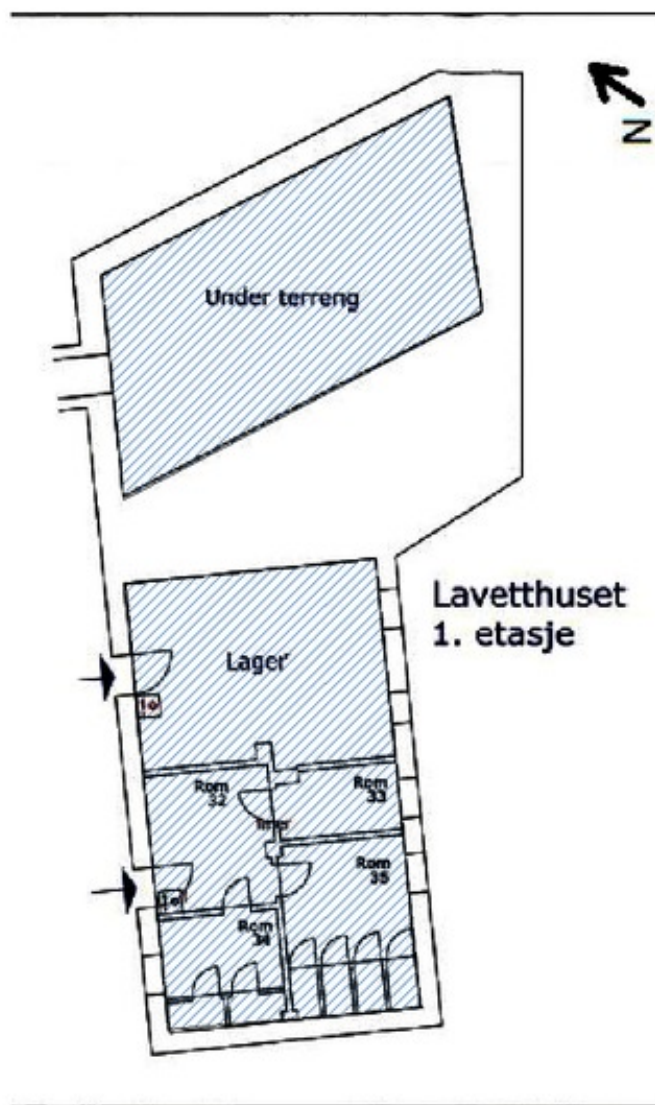 N
Under terreng
Lavetthuset
1. etasje
Lager
Rom
32
Rom
33
Rom
35
Rom
34